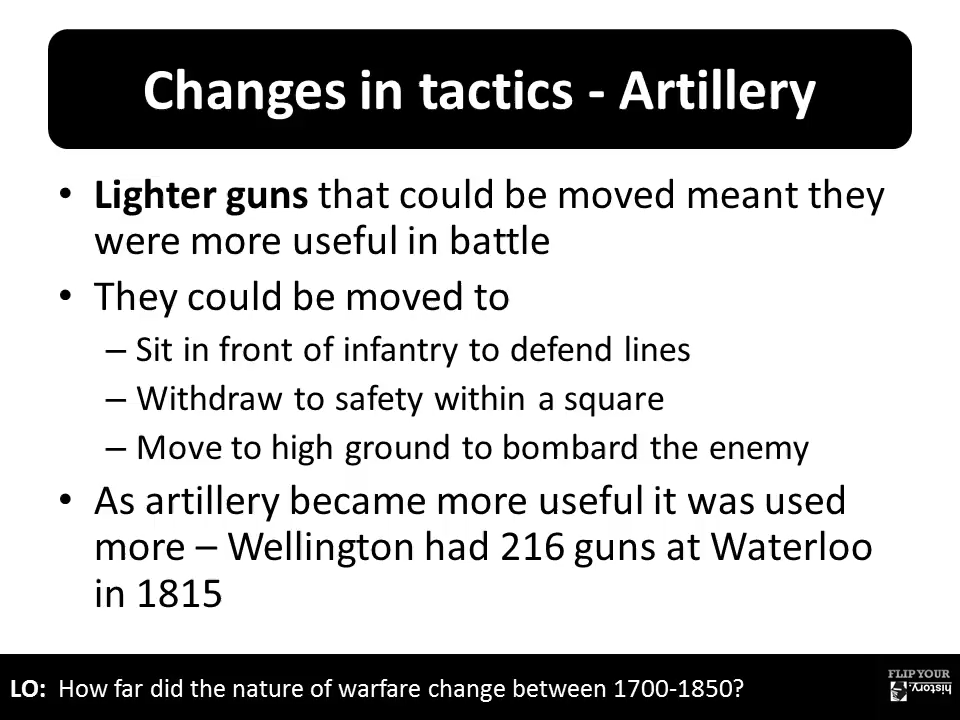 Changes in tactics - Artillery
• Lighter guns that could be moved meant they
were more useful in battle
• They could be moved to
– Sit in front of infantry to defend lines
– Withdraw to safety within a square
– Move to high ground to bombard the enemy
• As artillery became more useful it was used
more – Wellington had 216 guns at Waterloo
in 1815
LO: How far did the nature of warfare change between 1700-1850?
FLIP YOUR
history.